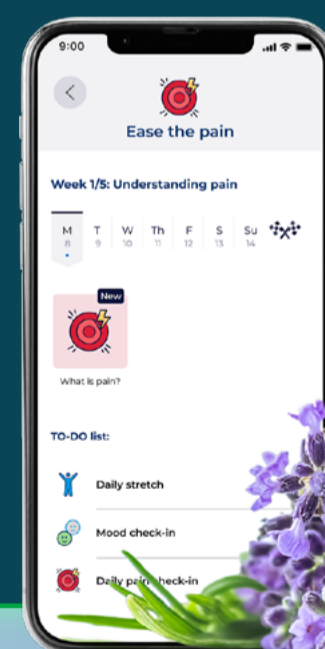 9:00
Ease the pain
Week 1/5: Understanding pain
M T W Th F S Su
8 9 10 11 12 13 14
New
What is pain?
TO-DO list:
Daily stretch
Mood check-in
Daily pain check-in